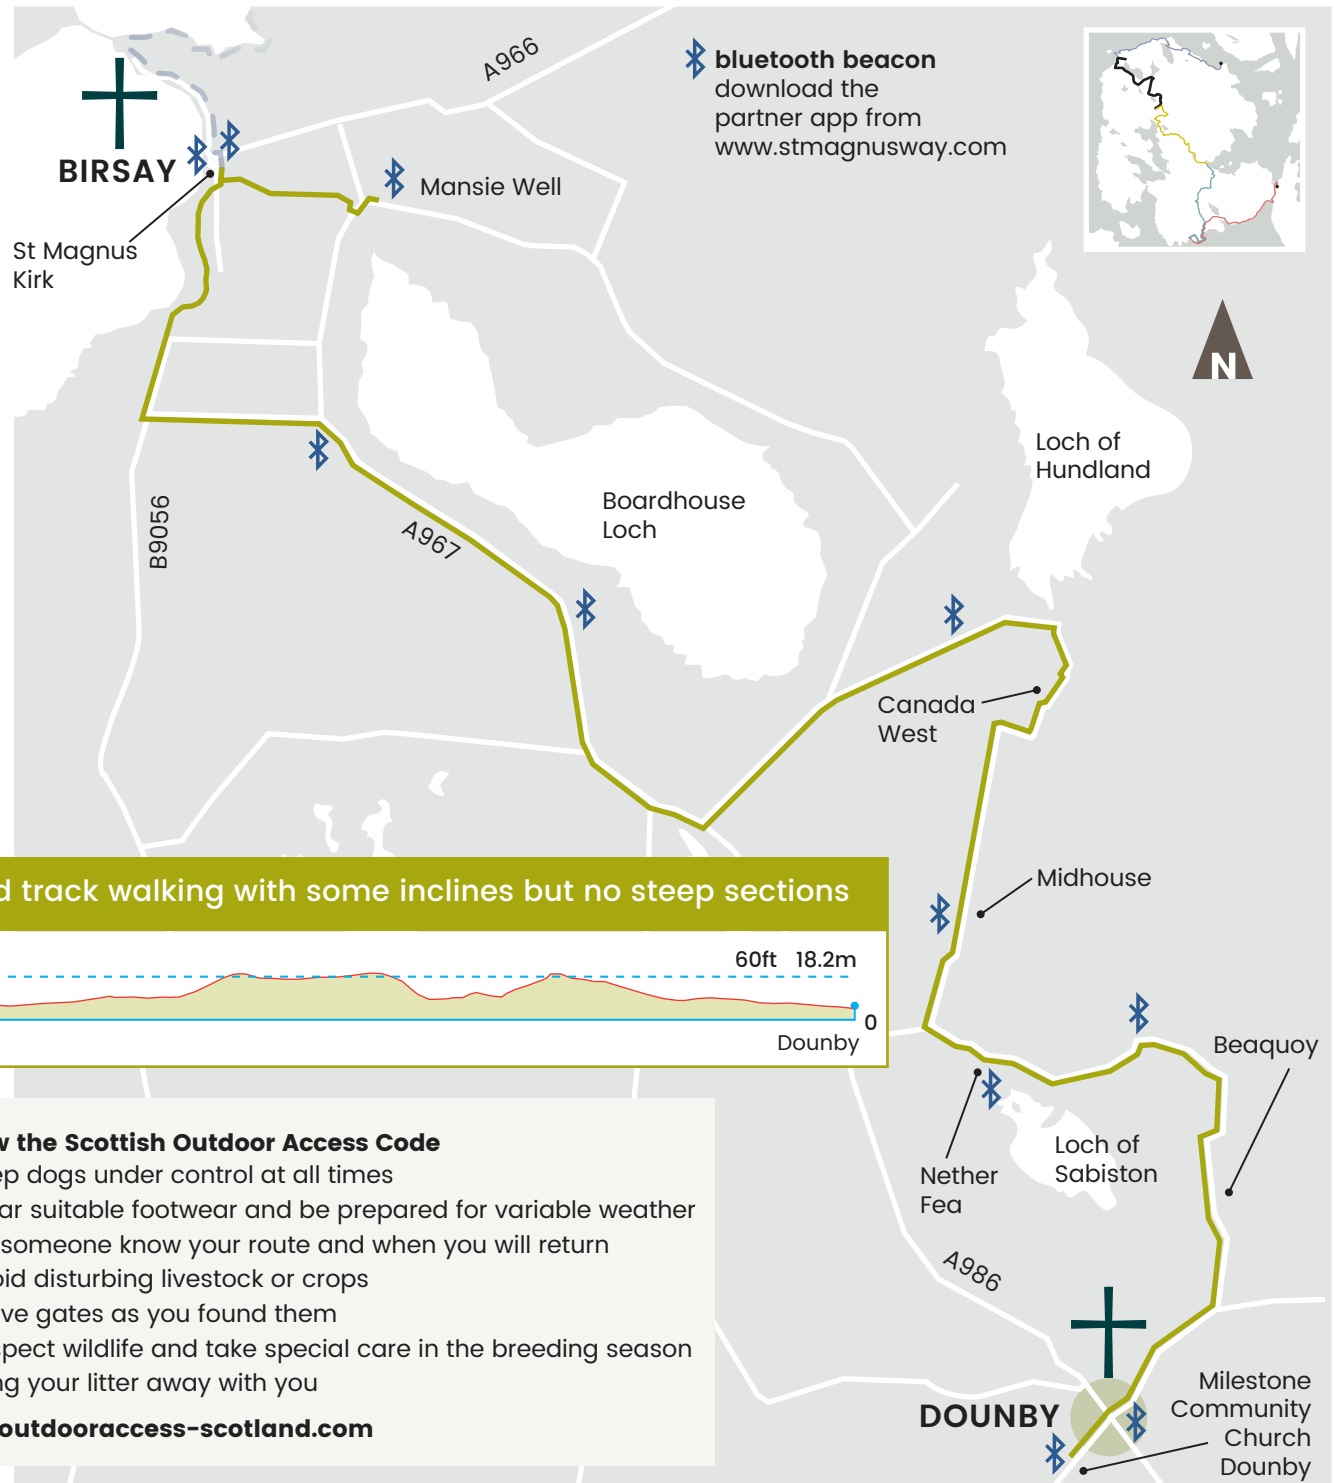 A966
bluetooth beacon
download the
partner app from
www.stmagnusway.com
BIRSAY
Mansie Well
St Magnus
Kirk
N
Loch of
Hundland
Boardhouse
Loch
B9056
A967
Canada
West
Midhouse
d track walking with some inclines but no steep sections
60ft 18.2m
0
Dounby
Beaquoy
Nether
Fea
Loch of
Sabiston
w the Scottish Outdoor Access Code
ep dogs under control at all times
ar suitable footwear and be prepared for variable weather
someone know your route and when you will return
oid disturbing livestock or crops
ve gates as you found them
spect wildlife and take special care in the breeding season
ng your litter away with you
outdooraccess-scotland.com
A986
DOUNBY
Milestone
Community
Church
Dounby